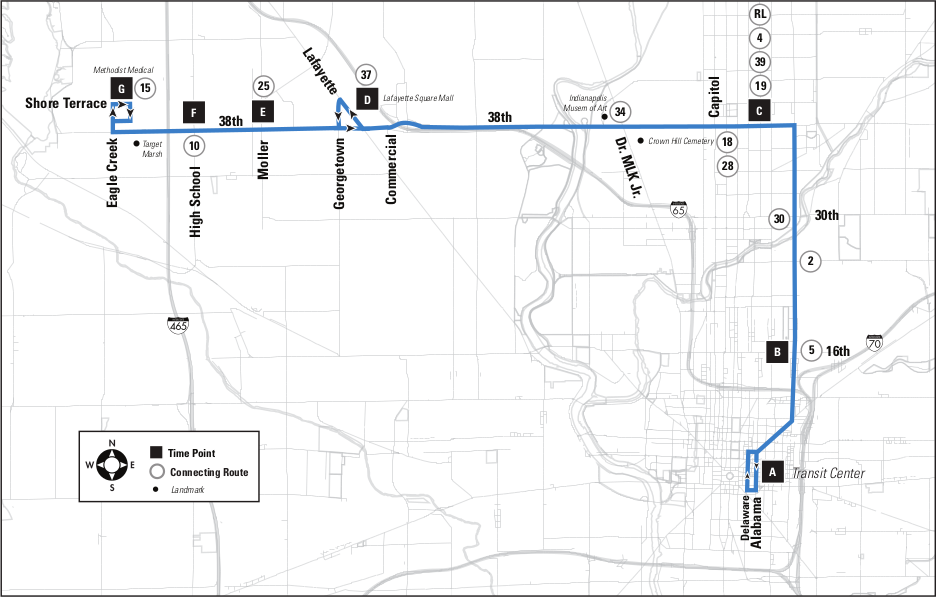 RL
4
39
19
C
Capitol
Methodist Medical
G
15
Shore Terrace
F
25
E
Lafayette
37
D
Lafayette Square Mall
38th
38th
Indianapolis
Musem of Art
34
Target
Marsh
10
Eagle Creek
High School
Moller
Georgetown
Commercial
Dr. MLK Jr.
Crown Hill Cemetery
18
28
65
30
30th
2
465
B
5
16th
70
N
W
E
S
Time Point
Connecting Route
Landmark
A
Transit Center
Delaware
Alabama